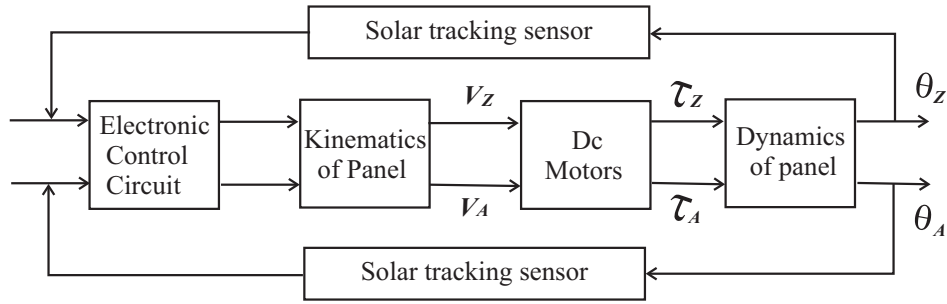 Solar tracking sensor
V_Z
τ_Z
θ_Z
Electronic
Control
Circuit
Kinematics
of Panel
Dc
Motors
Dynamics
of panel
V_A
τ_A
θ_A
Solar tracking sensor